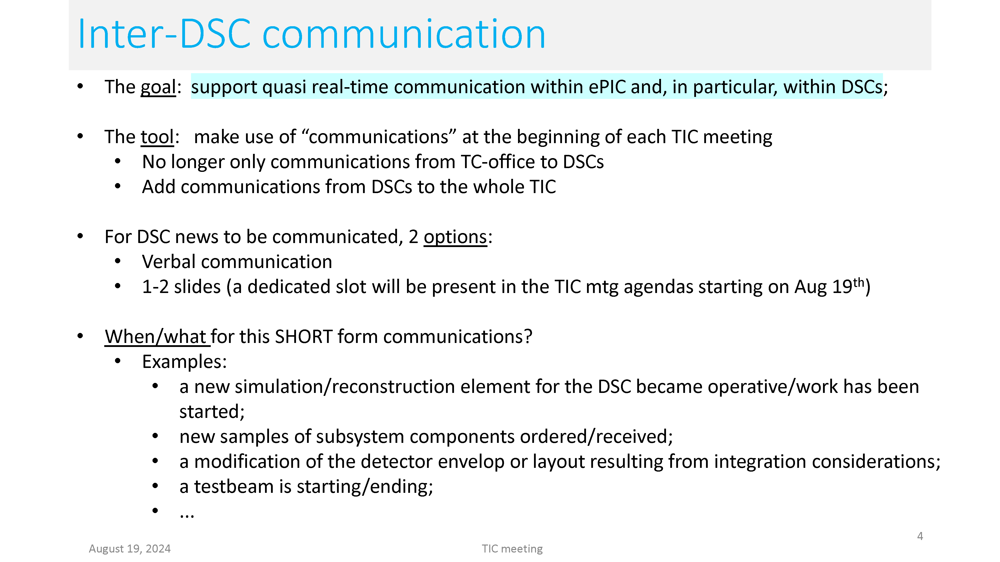 Inter-DSC communication
• The goal: support quasi real-time communication within ePIC and, in particular, within DSCs;
• The tool: make use of “communications” at the beginning of each TIC meeting
• No longer only communications from TC-office to DSCs
• Add communications from DSCs to the whole TIC
• For DSC news to be communicated, 2 options:
• Verbal communication
• 1-2 slides (a dedicated slot will be present in the TIC mtg agendas starting on Aug 19th)
• When/what for this SHORT form communications?
• Examples:
• a new simulation/reconstruction element for the DSC became operative/work has been
started;
• new samples of subsystem components ordered/received;
• a modification of the detector envelop or layout resulting from integration considerations;
• a testbeam is starting/ending;
• ...
4
August 19, 2024
TIC meeting